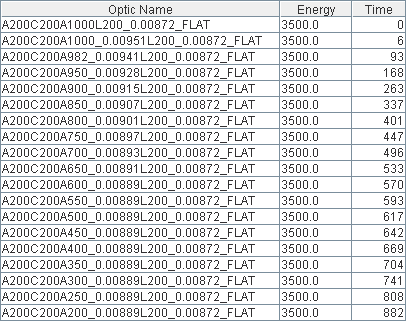 Optic Name Energy Time
A200C200A1000L200_0.00872_FLAT 3500.0 0
A200C200A1000_0.00951L200_0.00872_FLAT 3500.0 6
A200C200A982_0.00941L200_0.00872_FLAT 3500.0 93
A200C200A950_0.00928L200_0.00872_FLAT 3500.0 168
A200C200A900_0.00915L200_0.00872_FLAT 3500.0 263
A200C200A850_0.00907L200_0.00872_FLAT 3500.0 337
A200C200A800_0.00901L200_0.00872_FLAT 3500.0 401
A200C200A750_0.00897L200_0.00872_FLAT 3500.0 447
A200C200A700_0.00893L200_0.00872_FLAT 3500.0 496
A200C200A650_0.00891L200_0.00872_FLAT 3500.0 533
A200C200A600_0.00889L200_0.00872_FLAT 3500.0 570
A200C200A550_0.00889L200_0.00872_FLAT 3500.0 593
A200C200A500_0.00889L200_0.00872_FLAT 3500.0 617
A200C200A450_0.00889L200_0.00872_FLAT 3500.0 642
A200C200A400_0.00889L200_0.00872_FLAT 3500.0 669
A200C200A350_0.00889L200_0.00872_FLAT 3500.0 704
A200C200A300_0.00889L200_0.00872_FLAT 3500.0 741
A200C200A250_0.00889L200_0.00872_FLAT 3500.0 808
A200C200A200_0.00889L200_0.00872_FLAT 3500.0 882